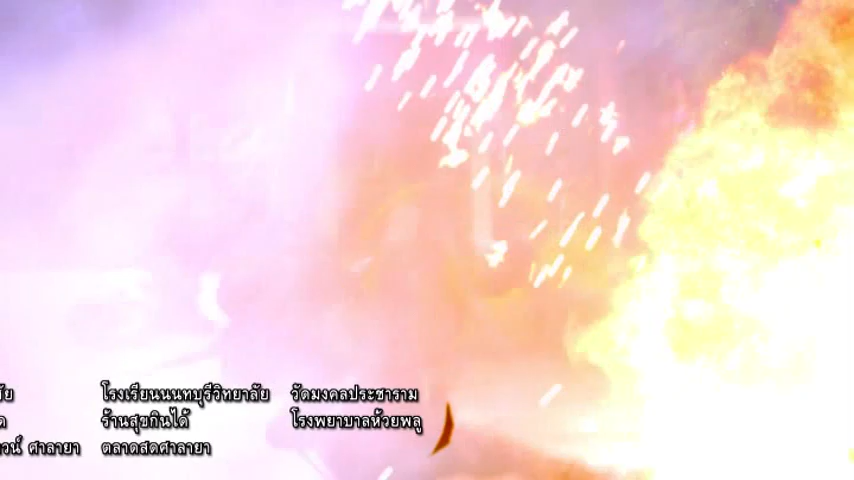 โรงเรียนนนทบุรีวิทยาลัย วัดมงคลประชาราม
ร้านสุขกินได้ โรงพยาบาลห้วยพลู
ศาลายา ตลาดสดศาลายา